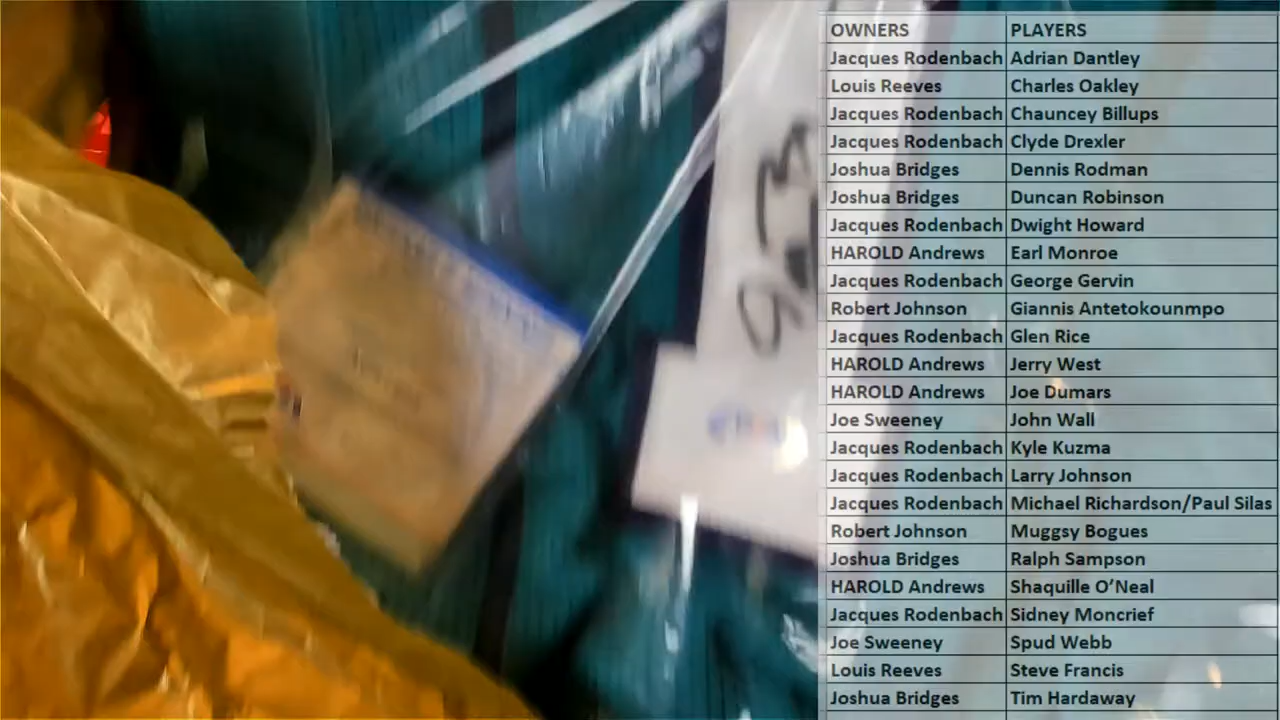 OWNERS PLAYERS
Jacques Rodenbach Adrian Dantley
Louis Reeves Charles Oakley
Jacques Rodenbach Chauncey Billups
Jacques Rodenbach Clyde Drexler
Joshua Bridges Dennis Rodman
Joshua Bridges Duncan Robinson
Jacques Rodenbach Dwight Howard
HAROLD Andrews Earl Monroe
Jacques Rodenbach George Gervin
Robert Johnson Giannis Antetokounmpo
Jacques Rodenbach Glen Rice
HAROLD Andrews Jerry West
HAROLD Andrews Joe Dumars
Joe Sweeney John Wall
Jacques Rodenbach Kyle Kuzma
Jacques Rodenbach Larry Johnson
Jacques Rodenbach Michael Richardson/Paul Silas
Robert Johnson Muggsy Bogues
Joshua Bridges Ralph Sampson
HAROLD Andrews Shaquille O’Neal
Jacques Rodenbach Sidney Moncrief
Joe Sweeney Spud Webb
Louis Reeves Steve Francis
Joshua Bridges Tim Hardaway